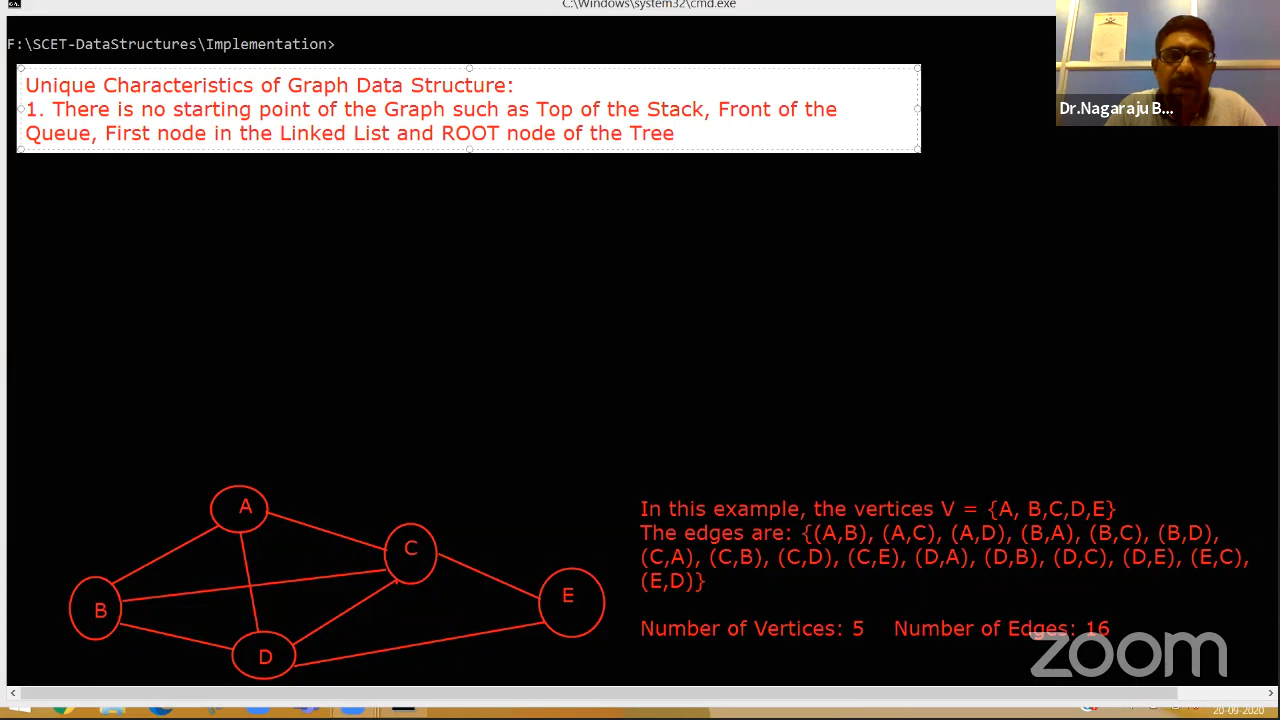 C:\Windows\system32\cmd.exe
F:\SCET-DataStructures\Implementation>
Unique Characteristics of Graph Data Structure:
1. There is no starting point of the Graph such as Top of the Stack, Front of the
Queue, First node in the Linked List and ROOT node of the Tree
Dr.Nagaraju B...
A
C
B
E
D
In this example, the vertices V = {A, B,C,D,E}
The edges are: {(A,B), (A,C), (A,D), (B,A), (B,C), (B,D),
(C,A), (C,B), (C,D), (C,E), (D,A), (D,B), (D,C), (D,E), (E,C),
(E,D)}
Number of Vertices: 5 Number of Edges: 16
zoom
20-09-2020